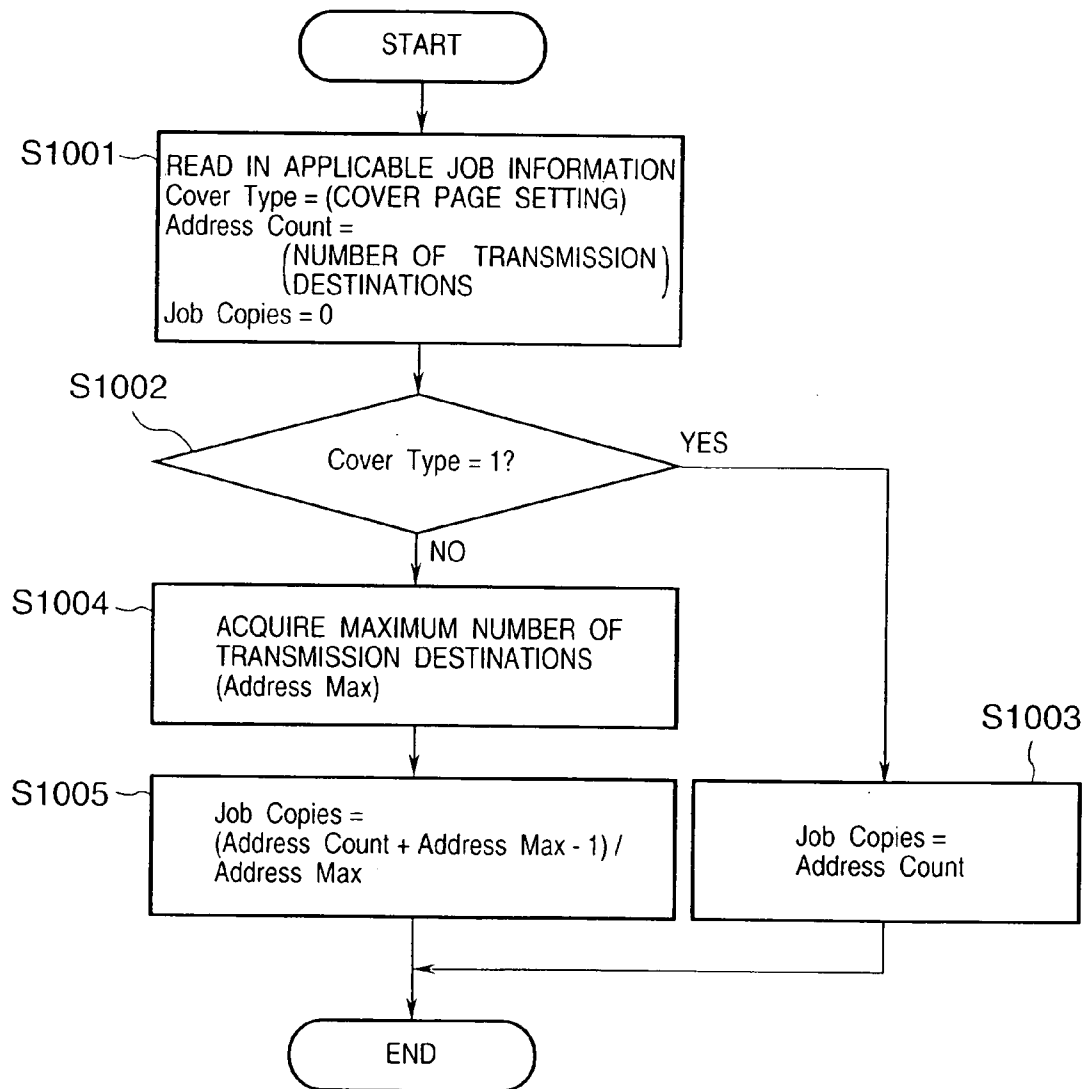 START
S1001
READ IN APPLICABLE JOB INFORMATION
Cover Type = (COVER PAGE SETTING)
Address Count =
(NUMBER OF TRANSMISSION
DESTINATIONS)
Job Copies = 0
S1002
Cover Type = 1?
YES
NO
S1004
ACQUIRE MAXIMUM NUMBER OF
TRANSMISSION DESTINATIONS
(Address Max)
S1003
Job Copies =
Address Count
S1005
Job Copies =
(Address Count + Address Max - 1) /
Address Max
END